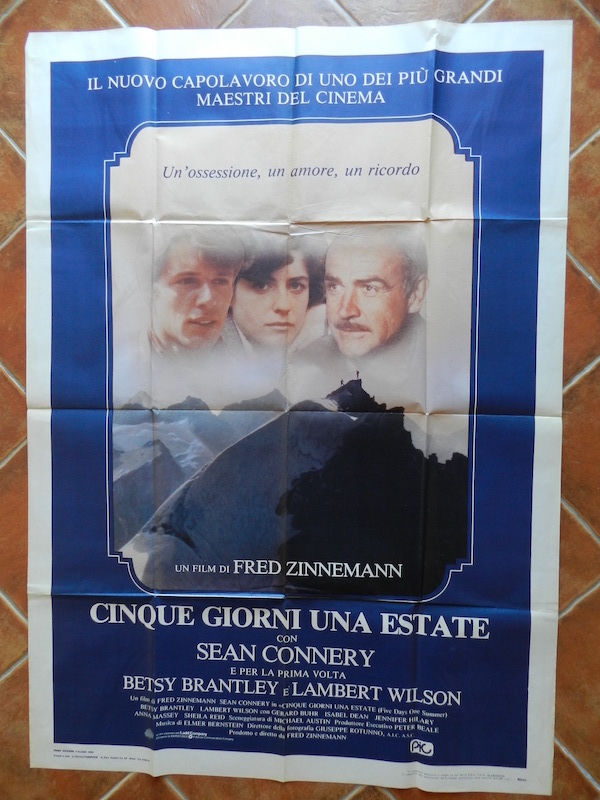 IL NUOVO CAPOLAVORO DI UNO DEI PIÙ GRANDI
MAESTRI DEL CINEMA
Un'ossessione, un amore, un ricordo
UN FILM DI FRED ZINNEMANN
CINQUE GIORNI UNA ESTATE
CON
SEAN CONNERY
E PER LA PRIMA VOLTA
BETSY BRANTLEY E LAMBERT WILSON
Un film di FRED ZINNEMANN SEAN CONNERY in «CINQUE GIORNI UNA ESTATE (Five Days One Summer)
BETSY BRANTLEY LAMBERT WILSON con GERARD BUHR ISABEL DEAN JENNIFER HILARY
ANNA MASSEY SHEILA REID Sceneggiatura di MICHAEL AUSTIN Produttore Esecutivo PETER BEALE
Musica di ELMER BERNSTEIN Direttore della fotografia GIUSEPPE ROTUNNO, A.I.C. A.S.C.
Prodotto e diretto da FRED ZINNEMANN
The Ladd Company
PIC